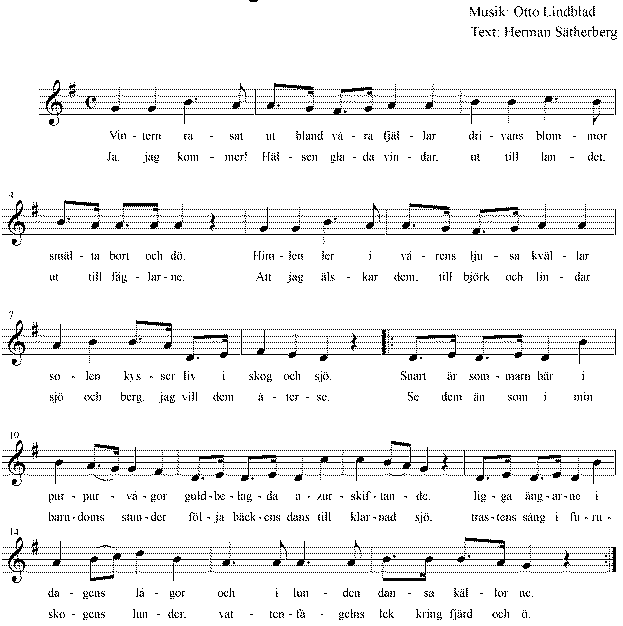 Musik: Otto Lindblad
Text: Herman Sätherberg
Vin - tern ra - sat ut bland vå - ra fjäl - lar dri - vans blom - mor
Ja, jag kom - mer! Häl - sen gla - da vin - dar, ut till lan - det,
4
smäl - ta bort och dö. Him - len ler i vå - rens lju - sa kväl - lar
ut till fåg - lar - ne. Att jag äls - kar dem, till björk och lin - dar
7
so - len kys - ser liv i skog och sjö. Snart är som - marn här i
sjö och berg, jag vill dem å - ter - se. Se dem än som i min
10
pur - pur - vå - gor guld - be - lag - da a - zur - skif - tan - de. lig - ga äng - ar - ne i
barn - doms stun - der föl - ja bäck - ens dans till klar - nad sjö. tras - tens sång i fu - ru -
14
da - gens lå - gor och i lun - den dan - sa käl - lor - ne.
sko - gens lun - der, vat - ten - få - gelns lek kring fjärd och ö.